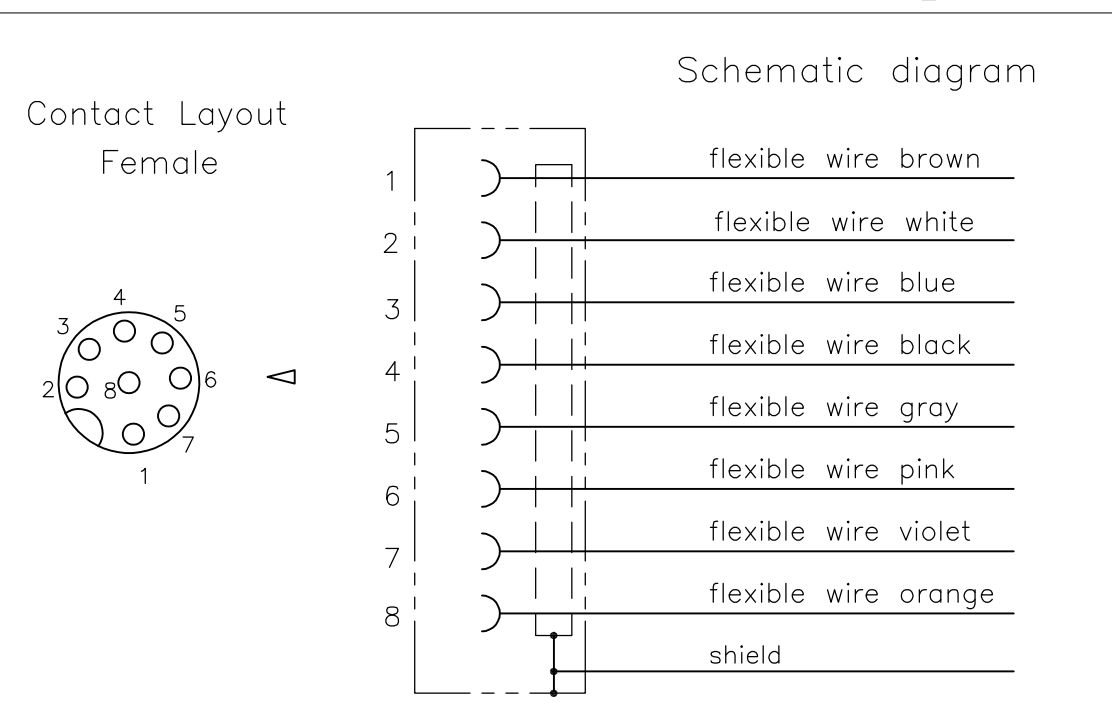 Schematic diagram
Contact Layout
Female
1 flexible wire brown
2 flexible wire white
3 flexible wire blue
4 flexible wire black
5 flexible wire gray
6 flexible wire pink
7 flexible wire violet
8 flexible wire orange
shield
4
3 5
2 8 6
7
1